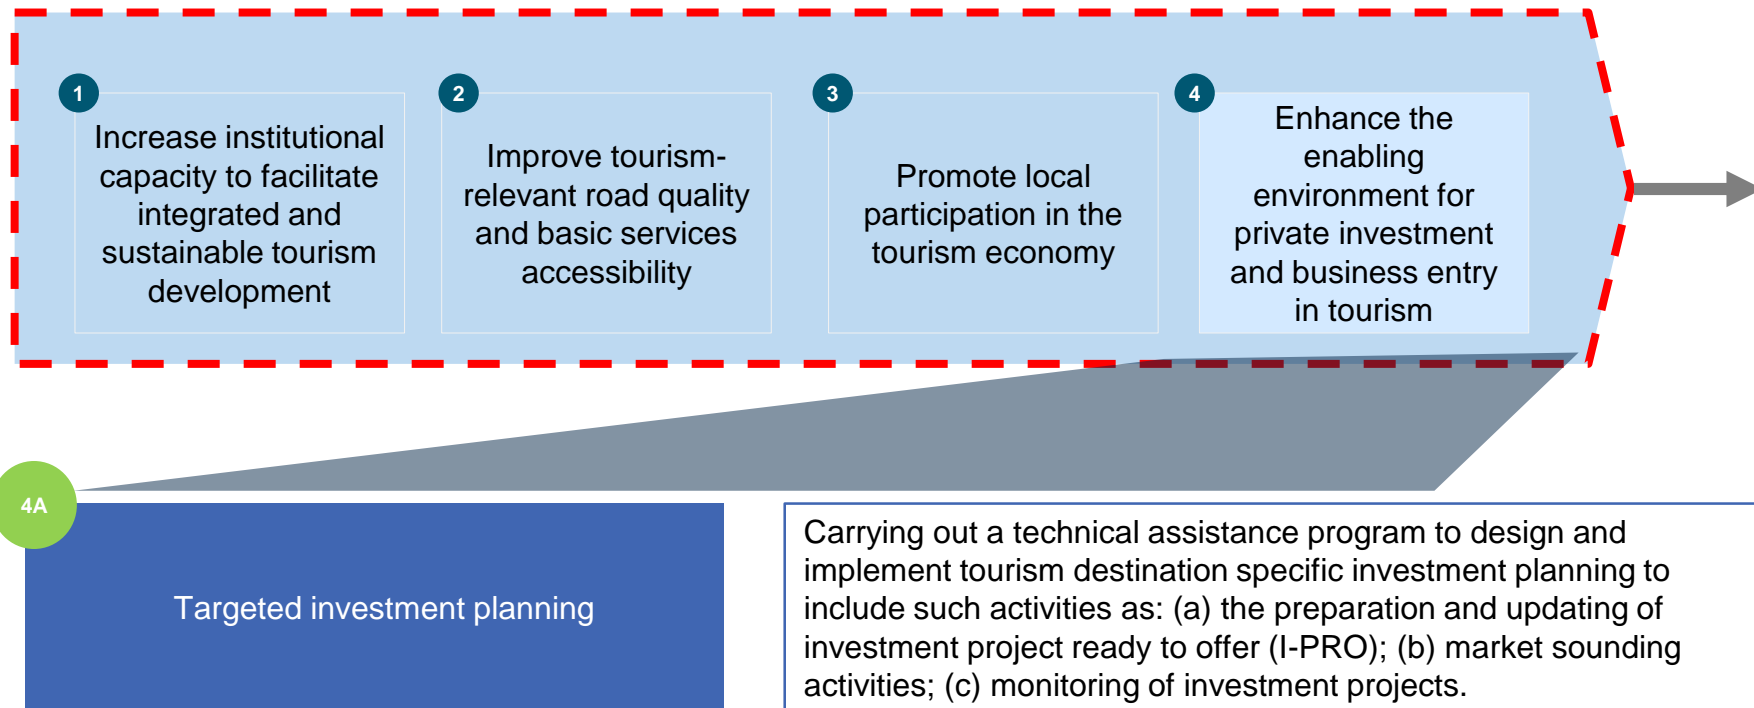 1
Increase institutional
capacity to facilitate
integrated and
sustainable tourism
development
2
Improve tourism-
relevant road quality
and basic services
accessibility
3
Promote local
participation in the
tourism economy
4
Enhance the
enabling
environment for
private investment
and business entry
in tourism
4A
Targeted investment planning
Carrying out a technical assistance program to design and
implement tourism destination specific investment planning to
include such activities as: (a) the preparation and updating of
investment project ready to offer (I-PRO); (b) market sounding
activities; (c) monitoring of investment projects.